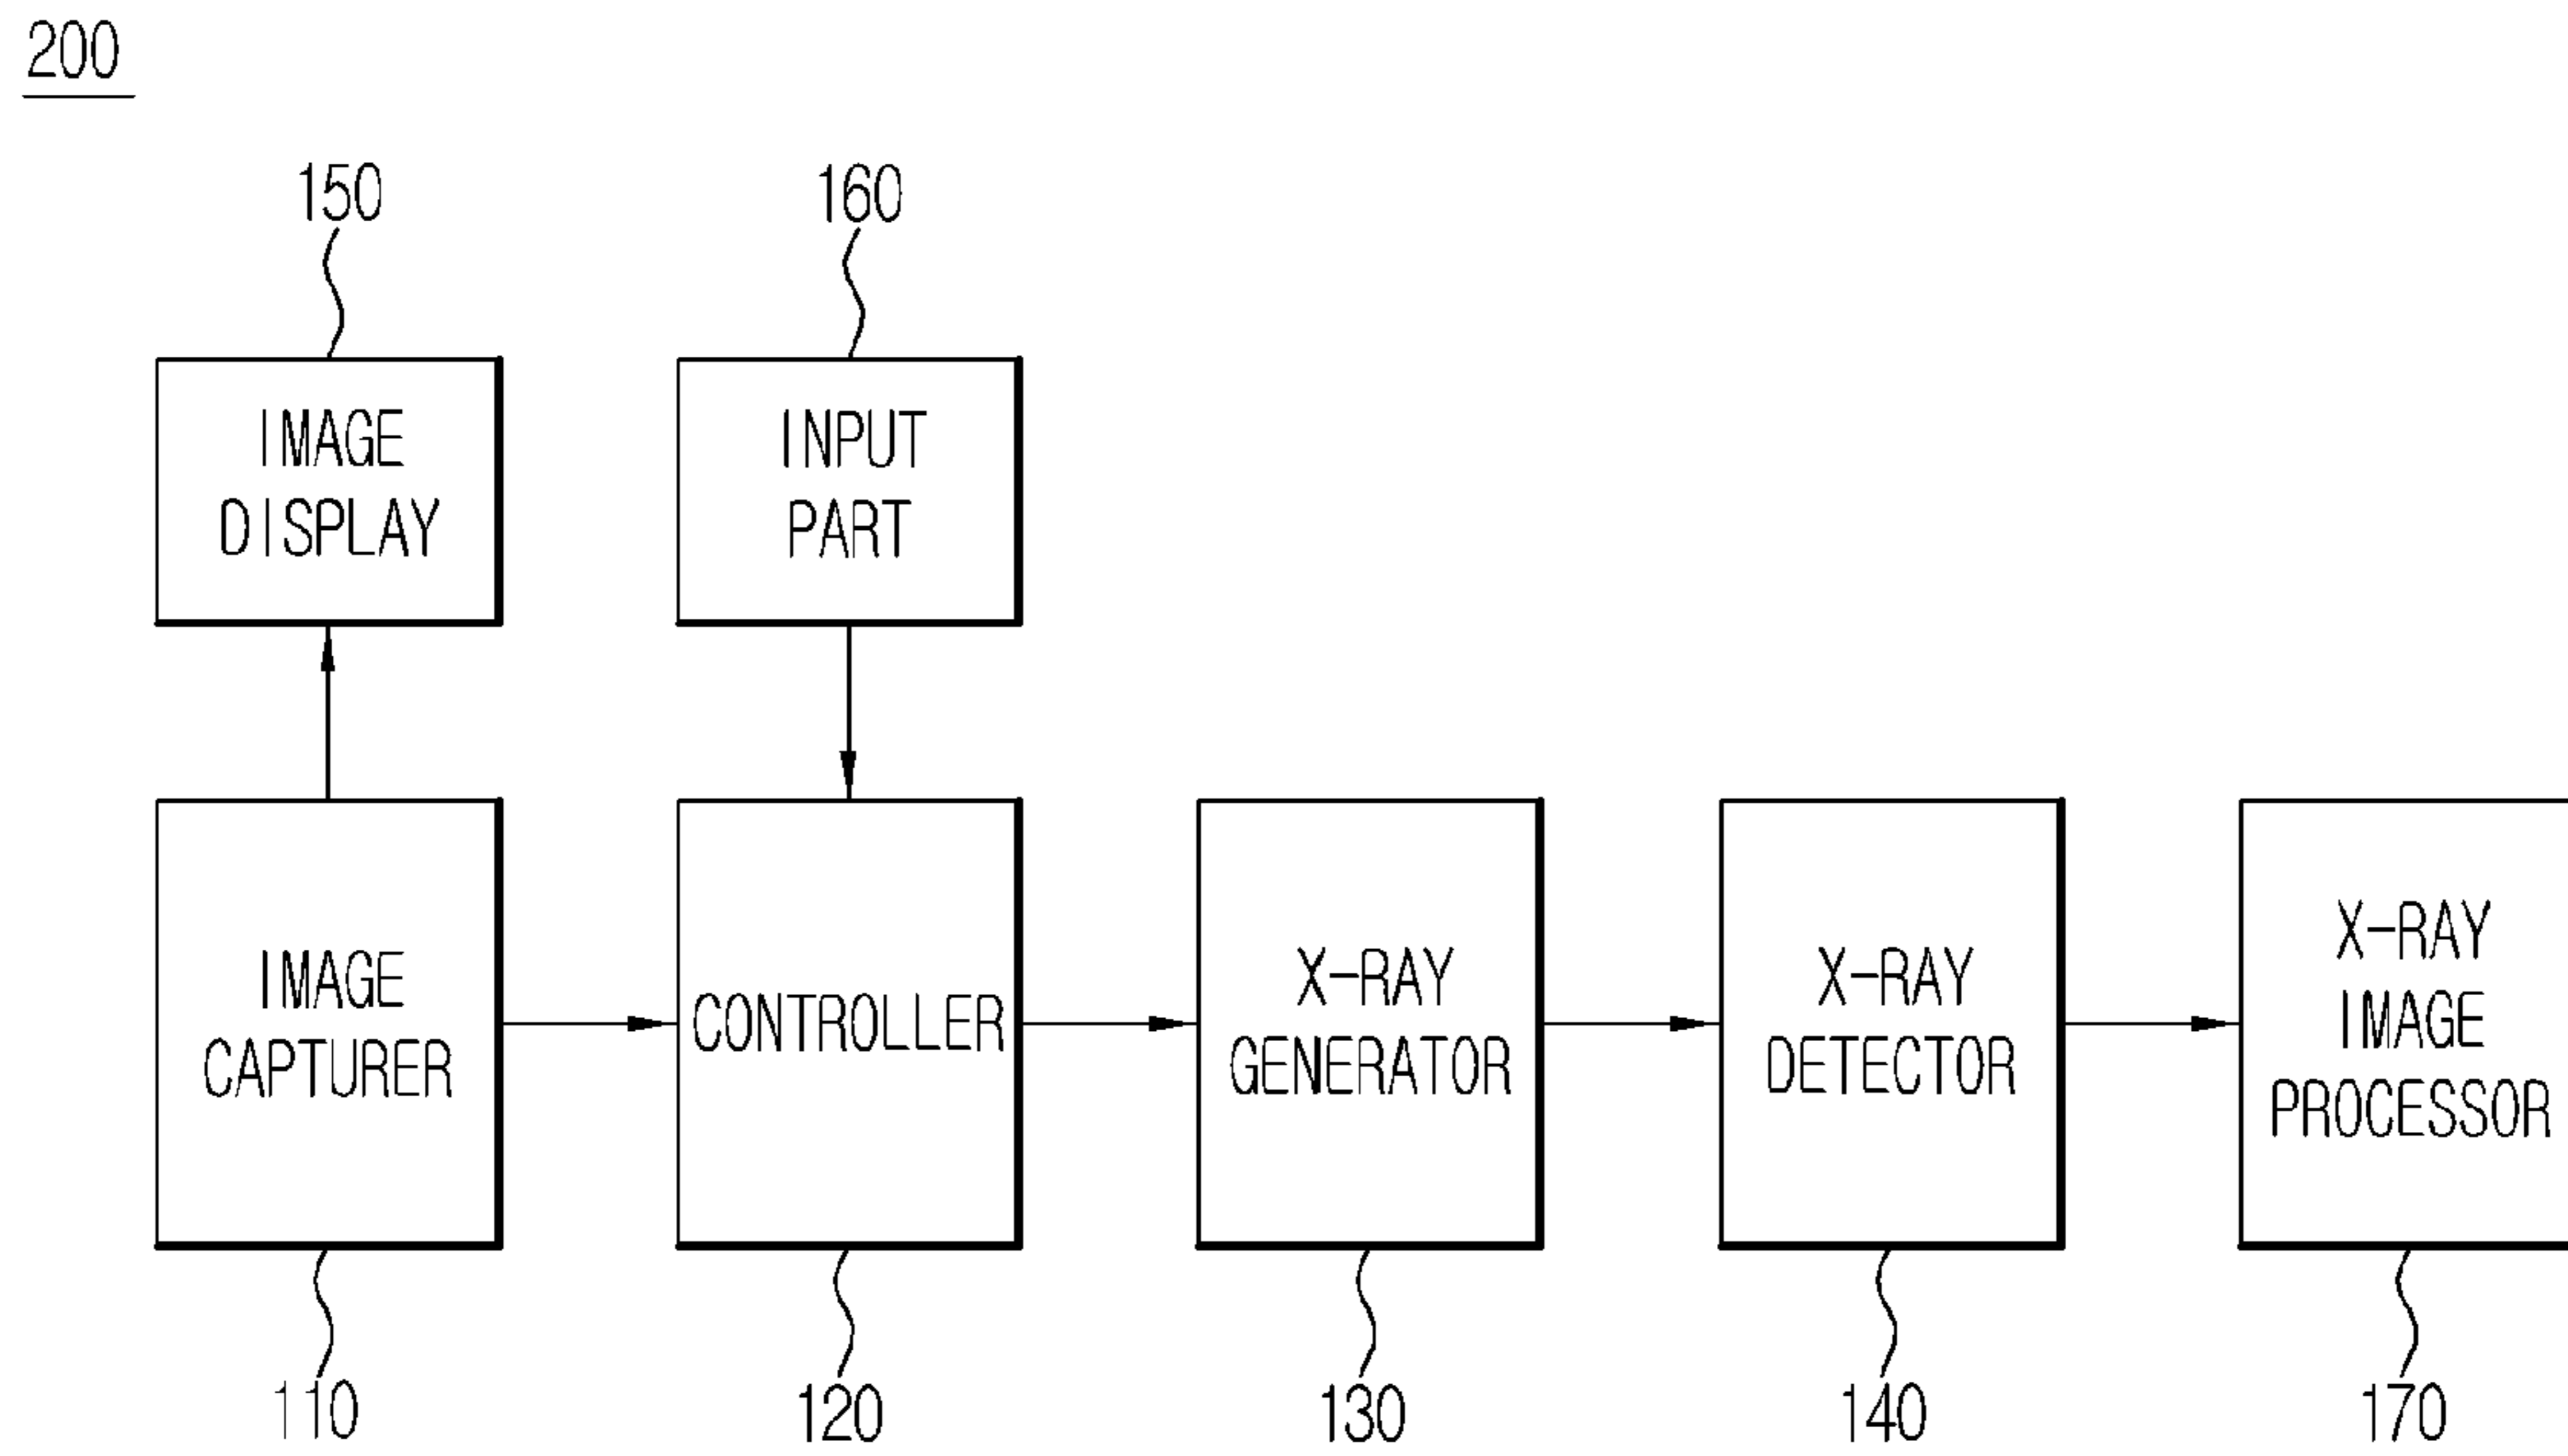 200
150
160
IMAGE
DISPLAY
INPUT
PART
IMAGE
CAPTURER
CONTROLLER
X-RAY
GENERATOR
X-RAY
DETECTOR
X-RAY
IMAGE
PROCESSOR
110
120
130
140
170